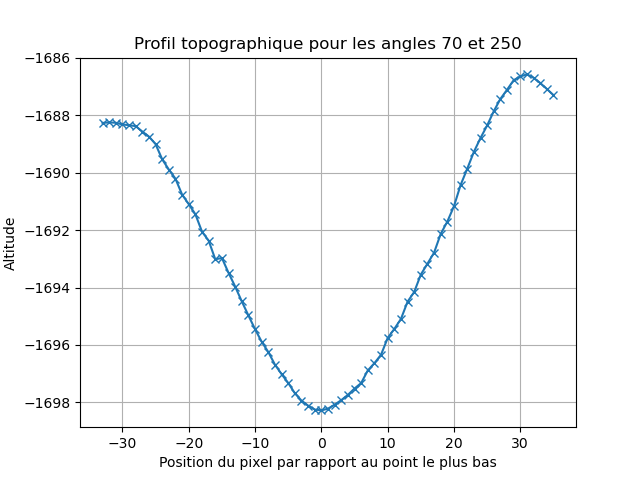 Profil topographique pour les angles 70 et 250
Altitude
−1686
−1688
−1690
−1692
−1694
−1696
−1698
−30 −20 −10 0 10 20 30
Position du pixel par rapport au point le plus bas